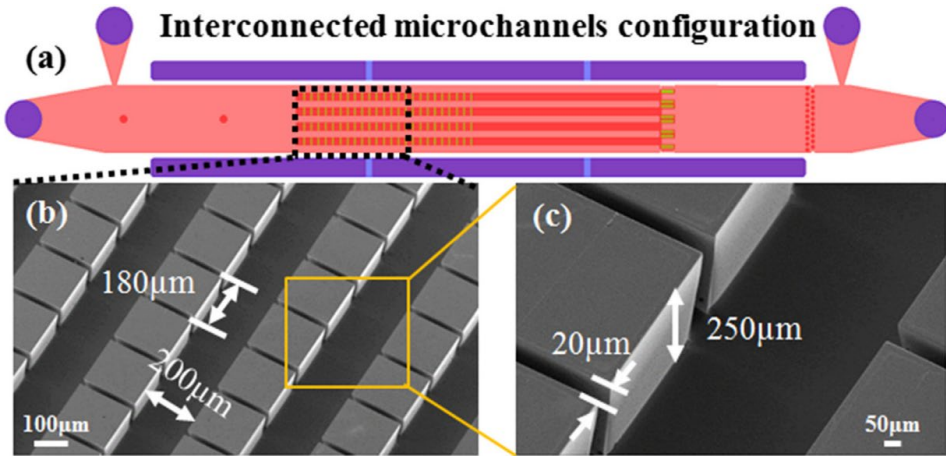 Interconnected microchannels configuration
(a)
(b)
180µm
200µm
100µm
(c)
250µm
20µm
50µm